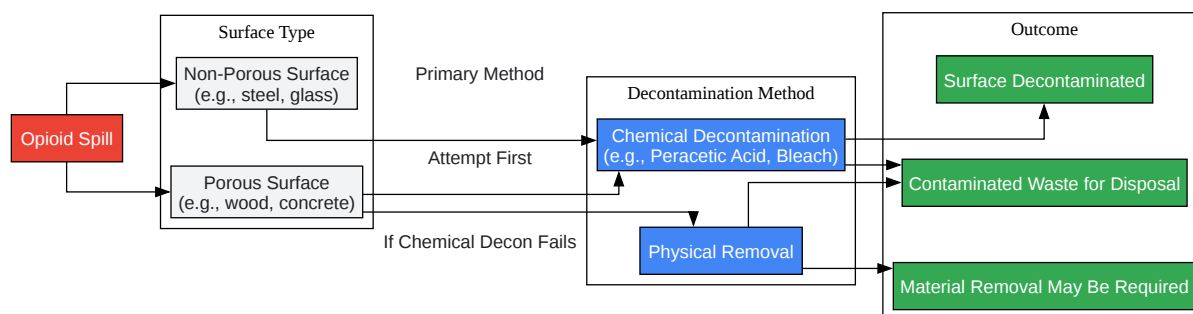 Surface Type
Outcome
Non-Porous Surface
(e.g., steel, glass)
Primary Method
Surface Decontaminated
Decontamination Method
Opioid Spill
Chemical Decontamination
(e.g., Peracetic Acid, Bleach)
Attempt First
Porous Surface
(e.g., wood, concrete)
Contaminated Waste for Disposal
If Chemical Decon Fails
Physical Removal
Material Removal May Be Required